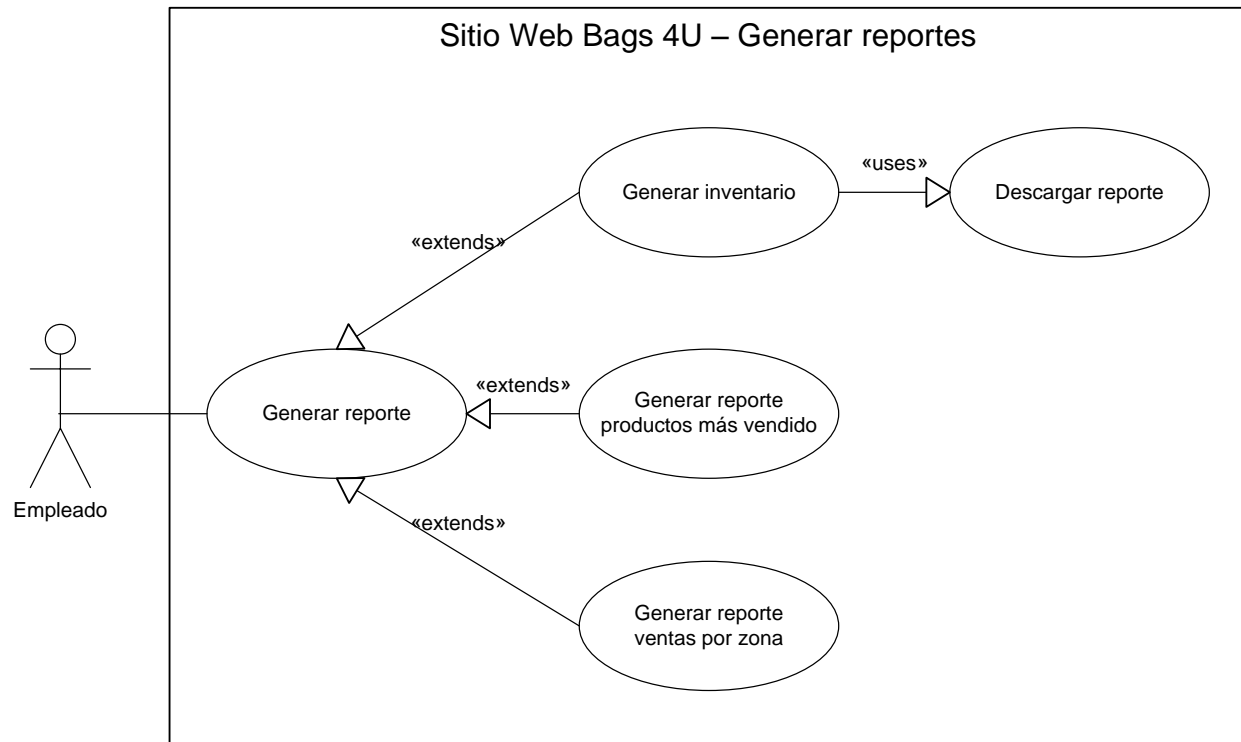 Sitio Web Bags 4U – Generar reportes
Generar inventario
«uses»
Descargar reporte
«extends»
Generar reporte
«extends»
Generar reporte
productos más vendido
Empleado
«extends»
Generar reporte
ventas por zona